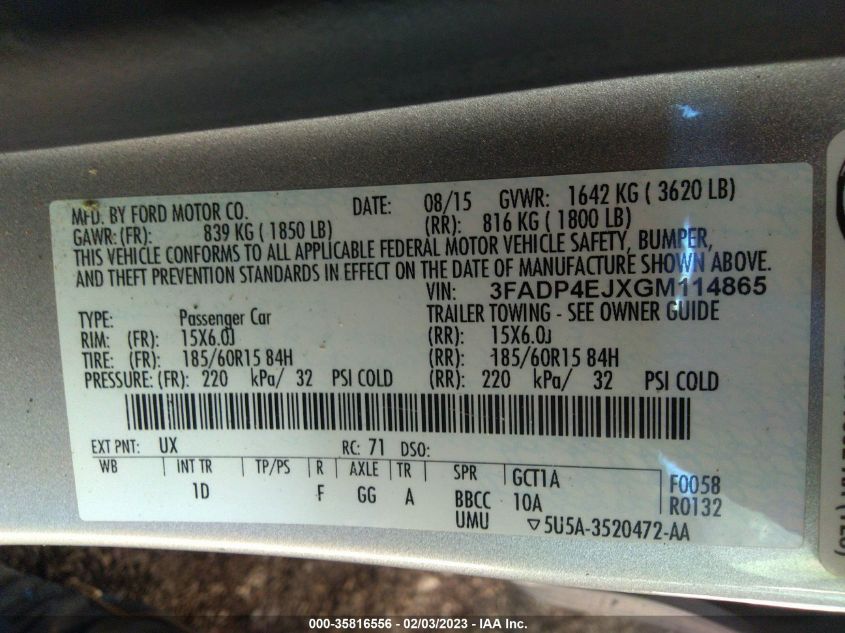 MFD. BY FORD MOTOR CO. DATE: 08/15 GVWR: 1642 KG ( 3620 LB)
GAWR: (FR): 839 KG ( 1850 LB) (RR): 816 KG ( 1800 LB)
THIS VEHICLE CONFORMS TO ALL APPLICABLE FEDERAL MOTOR VEHICLE SAFETY, BUMPER,
AND THEFT PREVENTION STANDARDS IN EFFECT ON THE DATE OF MANUFACTURE SHOWN ABOVE.
VIN: 3FADP4EJXGM114865
TYPE: Passenger Car TRAILER TOWING - SEE OWNER GUIDE
RIM: (FR): 15X6.0J (RR): 15X6.0J
TIRE: (FR): 185/60R15 84H (RR): 185/60R15 84H
PRESSURE: (FR): 220 kPa/ 32 PSI COLD (RR): 220 kPa/ 32 PSI COLD
EXT PNT: UX RC: 71 DSO:
WB INT TR TP/PS R AXLE TR SPR GCT1A F0058
1D F GG A BBCC 10A R0132
UMU ▽5U5A-3520472-AA
000-35816556 - 02/03/2023 - IAA Inc.